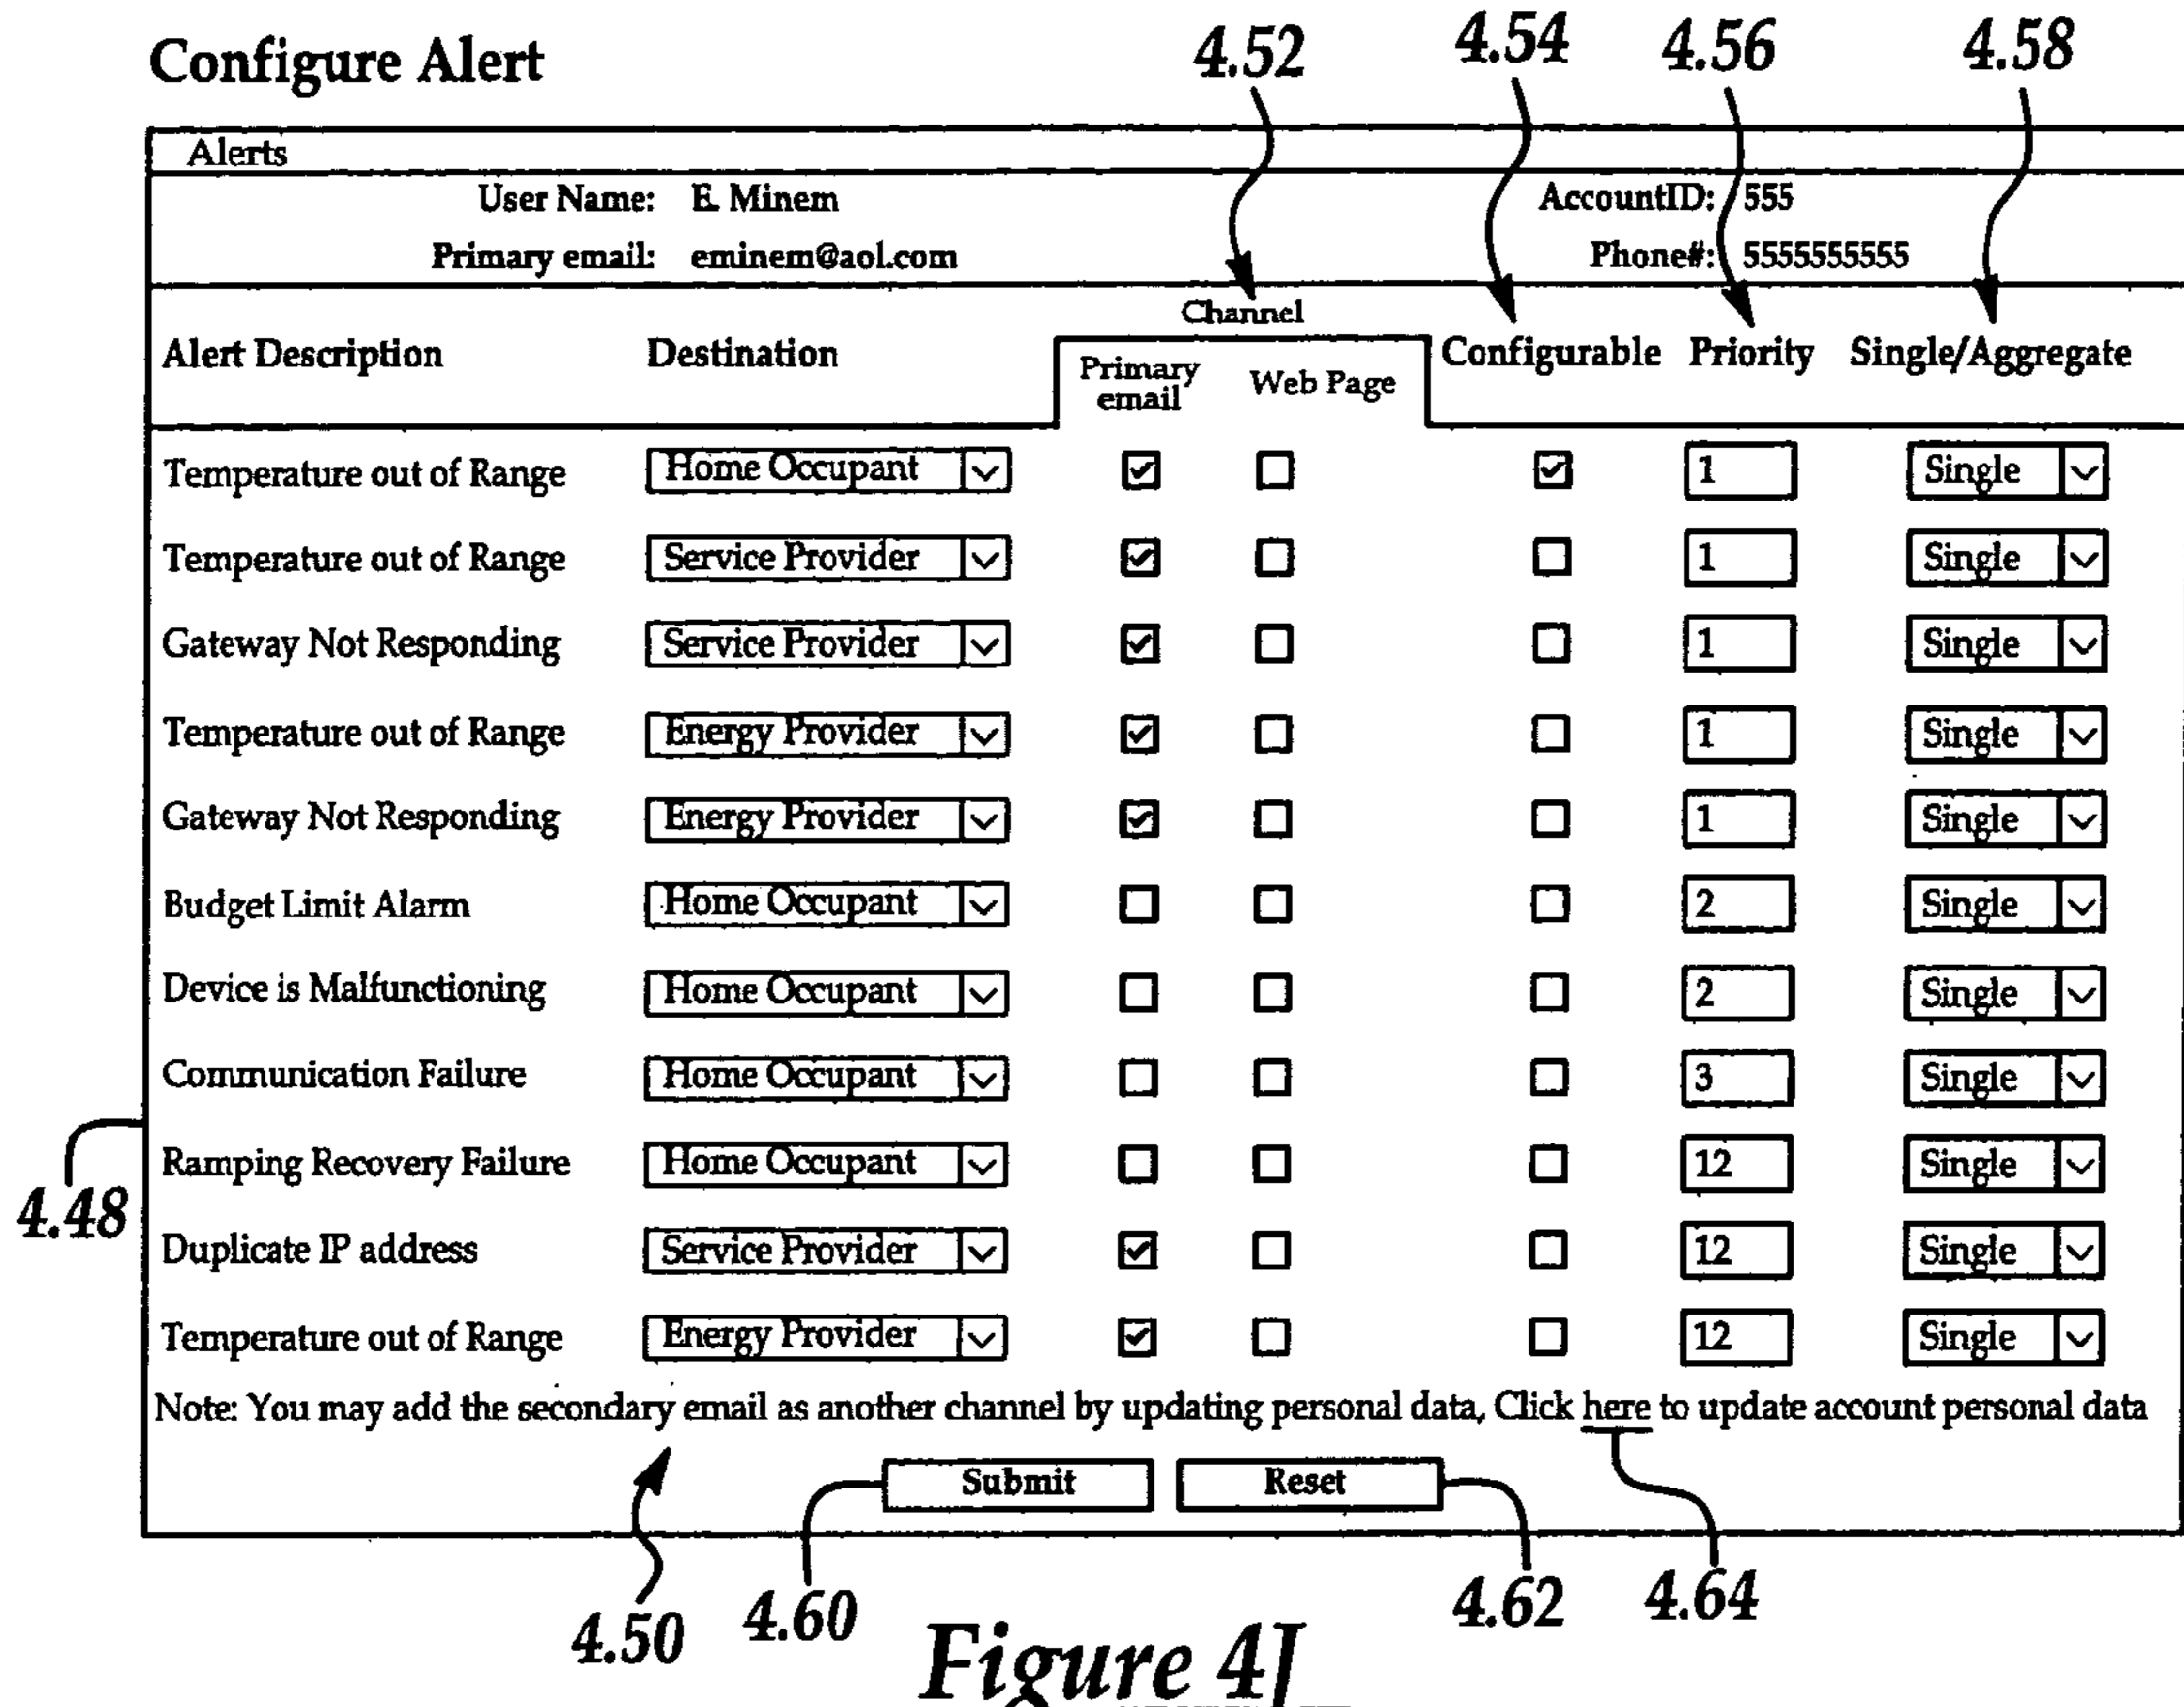 Configure Alert
4.52 4.54 4.56 4.58
Alerts
User Name: E. Minem AccountID: 555
Primary email: eminem@aol.com Phone#: 5555555555
Channel
Alert Description Destination Primary email Web Page Configurable Priority Single/Aggregate
Temperature out of Range Home Occupant 1 Single
Temperature out of Range Service Provider 1 Single
Gateway Not Responding Service Provider 1 Single
Temperature out of Range Energy Provider 1 Single
Gateway Not Responding Energy Provider 1 Single
Budget Limit Alarm Home Occupant 2 Single
Device is Malfunctioning Home Occupant 2 Single
Communication Failure Home Occupant 3 Single
Ramping Recovery Failure Home Occupant 12 Single
4.48
Duplicate IP address Service Provider 12 Single
Temperature out of Range Energy Provider 12 Single
Note: You may add the secondary email as another channel by updating personal data, Click here to update account personal data
Submit Reset
4.50 4.60 4.62 4.64
Figure 4J